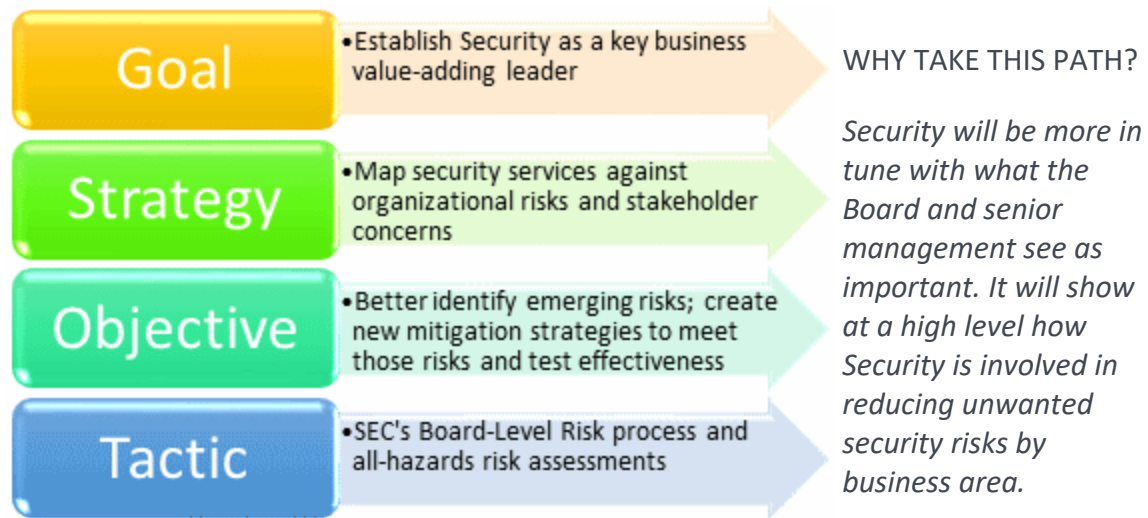 Goal
•Establish Security as a key business
value-adding leader
Strategy
•Map security services against
organizational risks and stakeholder
concerns
Objective
•Better identify emerging risks; create
new mitigation strategies to meet
those risks and test effectiveness
Tactic
•SEC's Board-Level Risk process and
all-hazards risk assessments
WHY TAKE THIS PATH?
Security will be more in
tune with what the
Board and senior
management see as
important. It will show
at a high level how
Security is involved in
reducing unwanted
security risks by
business area.